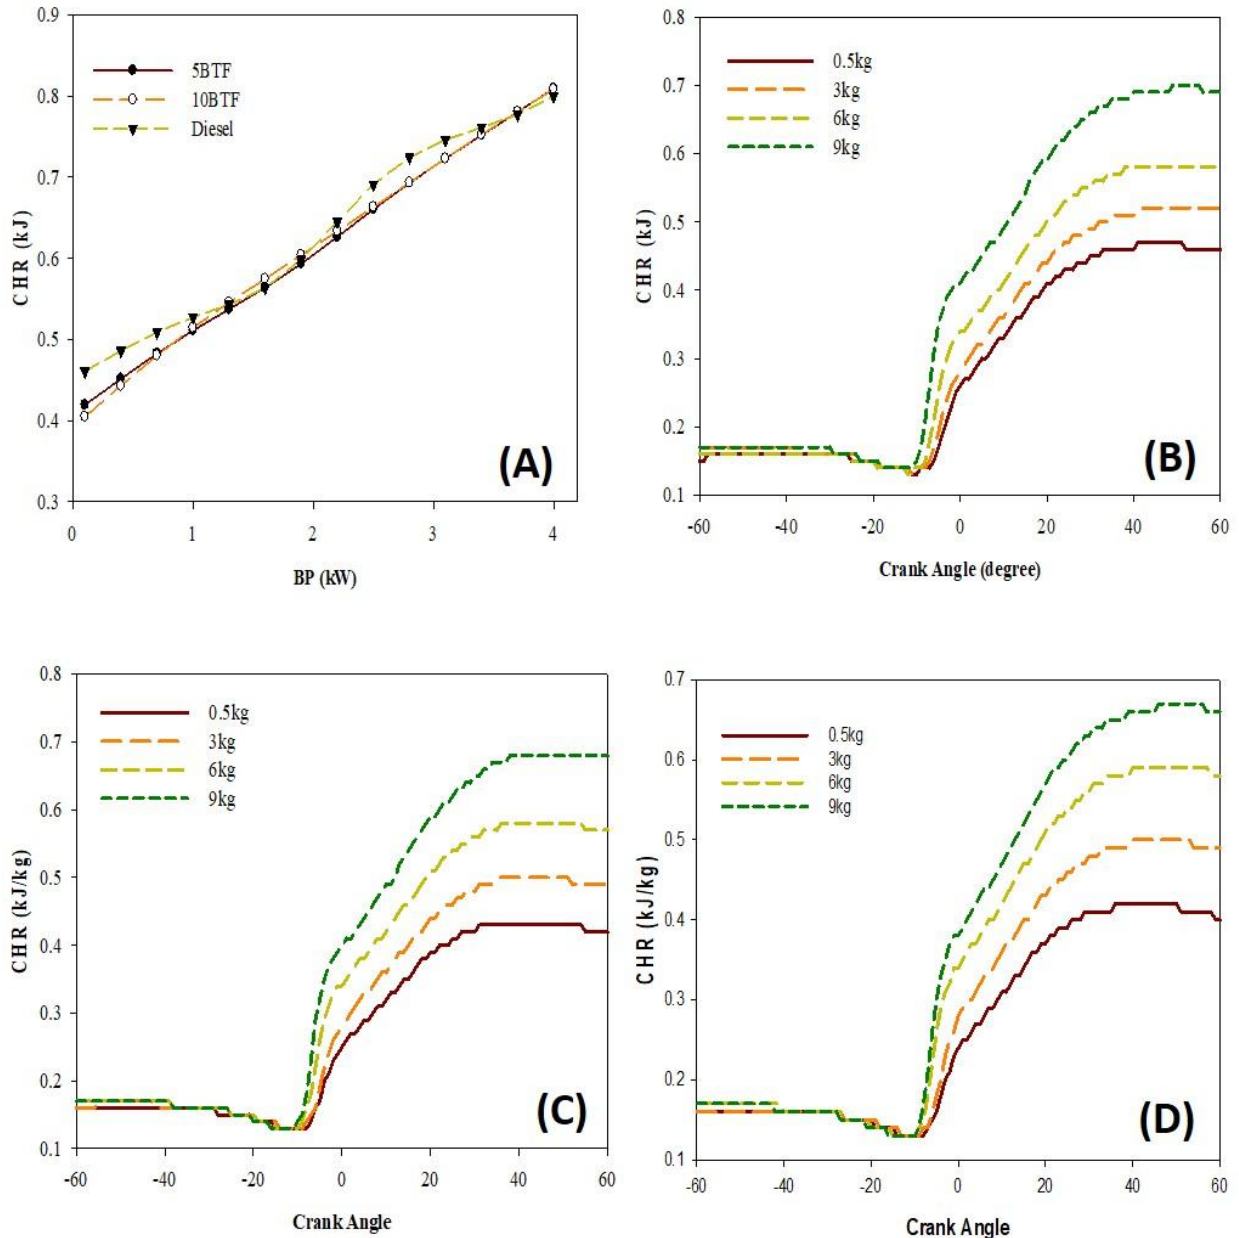 0.9
0.8
0.7
0.6
0.5
0.4
0.3
CHR (kJ)
5BTF
10BTF
Diesel
(A)
0 1 2 3 4
BP (kW)
0.8
0.7
0.6
0.5
0.4
0.3
0.2
0.1
CHR (kJ)
0.5kg
3kg
6kg
9kg
(B)
-60 -40 -20 0 20 40 60
Crank Angle (degree)
0.8
0.7
0.6
0.5
0.4
0.3
0.2
0.1
CHR (kJ/kg)
0.5kg
3kg
6kg
9kg
(C)
-60 -40 -20 0 20 40 60
Crank Angle
0.7
0.6
0.5
0.4
0.3
0.2
0.1
CHR (kJ/kg)
0.5kg
3kg
6kg
9kg
(D)
-60 -40 -20 0 20 40 60
Crank Angle